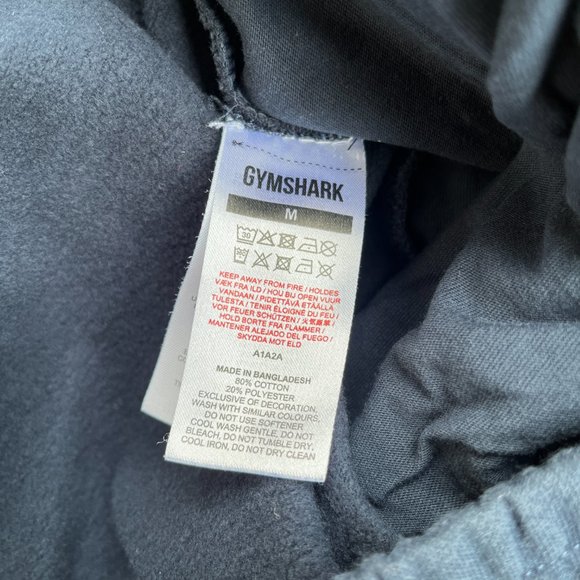 GYMSHARK
M
30
KEEP AWAY FROM FIRE / HOLDES
VÆK FRA ILD / HOU BIJ OPEN VUUR
VANDAAN / PIDETTÄVÄ ETÄÄLLÄ
TULESTA / TENIR ÉLOIGNÉ DU FEU /
VOR FEUER SCHÜTZEN / 火気厳禁 /
HOLD BORTE FRA FLAMMER /
MANTENER ALEJADO DEL FUEGO /
SKYDDA MOT ELD
A1A2A
MADE IN BANGLADESH
80% COTTON
20% POLYESTER
EXCLUSIVE OF DECORATION,
WASH WITH SIMILAR COLOURS,
DO NOT USE SOFTENER
COOL WASH GENTLE, DO NOT
BLEACH, DO NOT TUMBLE DRY,
COOL IRON, DO NOT DRY CLEAN